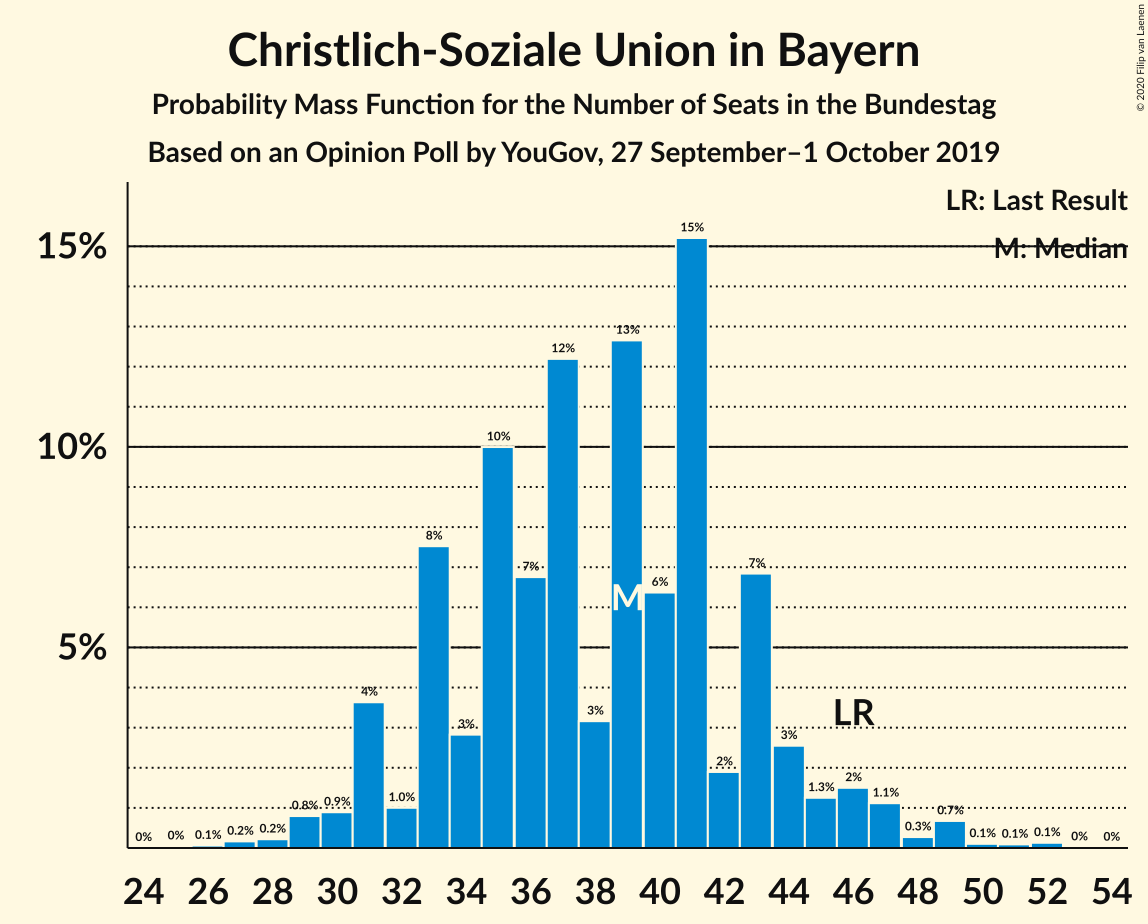 Christlich-Soziale Union in Bayern
Probability Mass Function for the Number of Seats in the Bundestag
Based on an Opinion Poll by YouGov, 27 September–1 October 2019
© 2020 Filip van Laenen
LR: Last Result
M: Median
15%
10%
5%
0% 0% 0.1% 0.2% 0.2% 0.8% 0.9% 4% 1.0% 8% 3% 10% 7% 12% 3% 13% 6% 15% 2% 7% 3% 1.3% 2% 1.1% 0.3% 0.7% 0.1% 0.1% 0.1% 0% 0%
M
LR
24 26 28 30 32 34 36 38 40 42 44 46 48 50 52 54